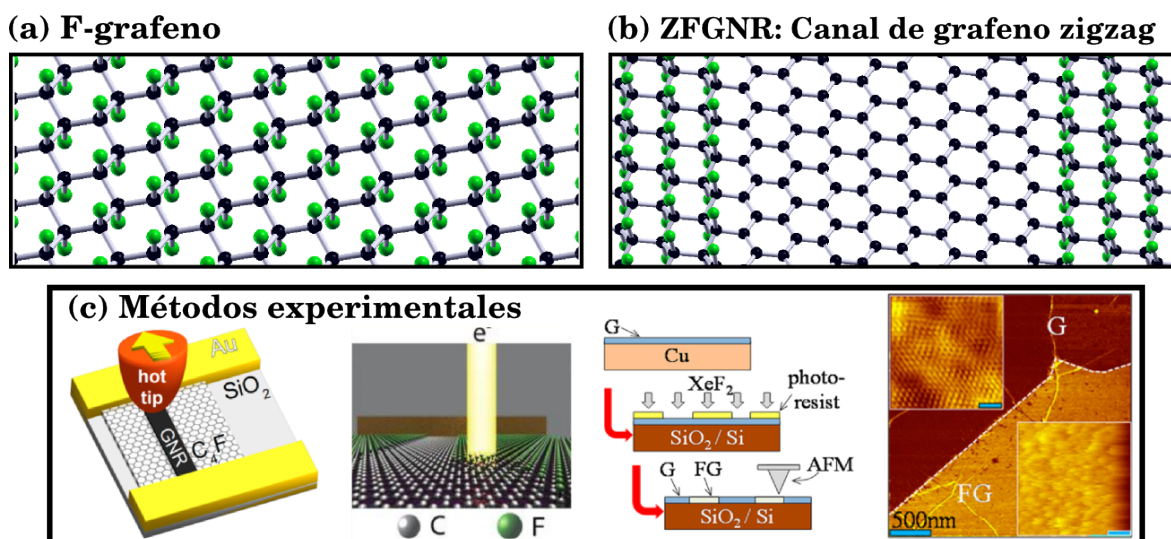 (a) F-grafeno
(b) ZFGNR: Canal de grafeno zigzag
(c) Métodos experimentales
hot
tip
Au
SiO2
GNR
C4F
e-
C
F
G
Cu
XeF2
photo-
resist
SiO2 / Si
G
FG
AFM
SiO2 / Si
G
FG
500nm